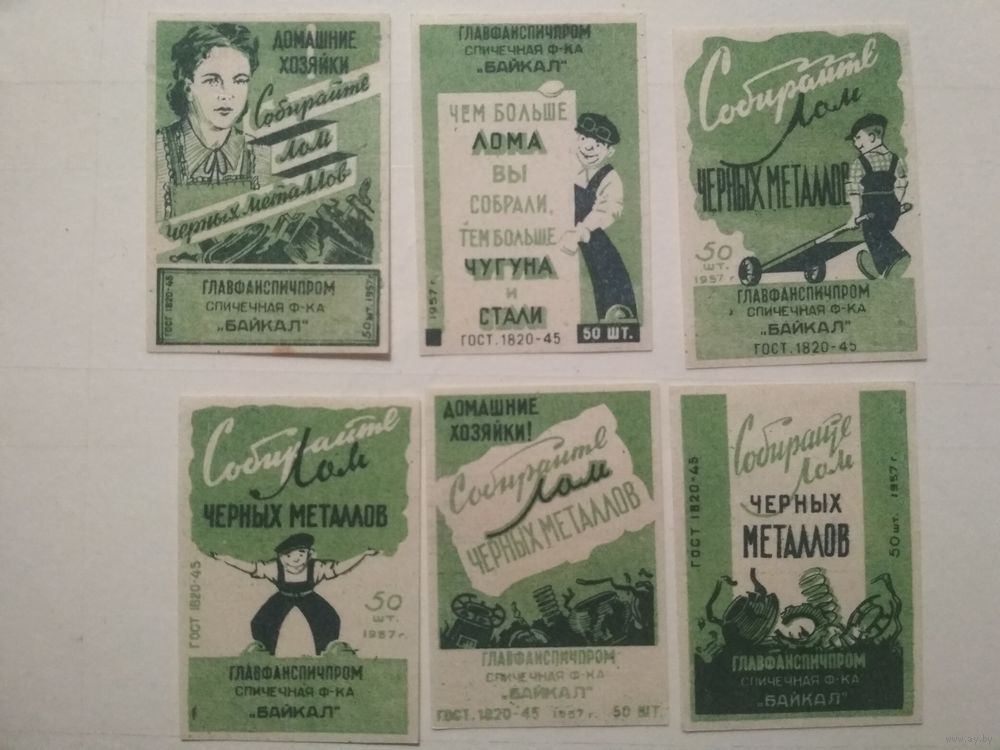 ДОМАШНИЕ
ХОЗЯЙКИ
Собирайте
лом
черных металлов
ГОСТ 1820-45
ГЛАВФАНСПИЧПРОМ
СПИЧЕЧНАЯ Ф-КА
„БАЙКАЛ"
50 шт. 1957 г.
ГЛАВФАНСПИЧПРОМ
СПИЧЕЧНАЯ Ф-КА
„БАЙКАЛ"
ЧЕМ БОЛЬШЕ
ЛОМА
ВЫ
СОБРАЛИ,
ТЕМ БОЛЬШЕ
ЧУГУНА
И
СТАЛИ
1957 г.
ГОСТ. 1820-45
50 ШТ.
Собирайте
Лом
ЧЕРНЫХ МЕТАЛЛОВ
50
ШТ.
1957 г.
ГЛАВФАНСПИЧПРОМ
СПИЧЕЧНАЯ Ф-КА
„БАЙКАЛ"
ГОСТ. 1820-45
Собирайте
Лом
ЧЕРНЫХ МЕТАЛЛОВ
ГОСТ 1820-45
50
ШТ.
1957 г.
ГЛАВФАНСПИЧПРОМ
СПИЧЕЧНАЯ Ф-КА
„БАЙКАЛ"
ДОМАШНИЕ
ХОЗЯЙКИ!
Собирайте
Лом
ЧЕРНЫХ МЕТАЛЛОВ
ГЛАВФАНСПИЧПРОМ
СПИЧЕЧНАЯ Ф-КА
„БАЙКАЛ"
ГОСТ. 1820-45 1957 г. 50 ШТ.
Собирайте
Лом
ЧЕРНЫХ
МЕТАЛЛОВ
ГОСТ 1820-45
50 шт. 1957 г.
ГЛАВФАНСПИЧПРОМ
СПИЧЕЧНАЯ Ф-КА
„БАЙКАЛ"
www.ay.by